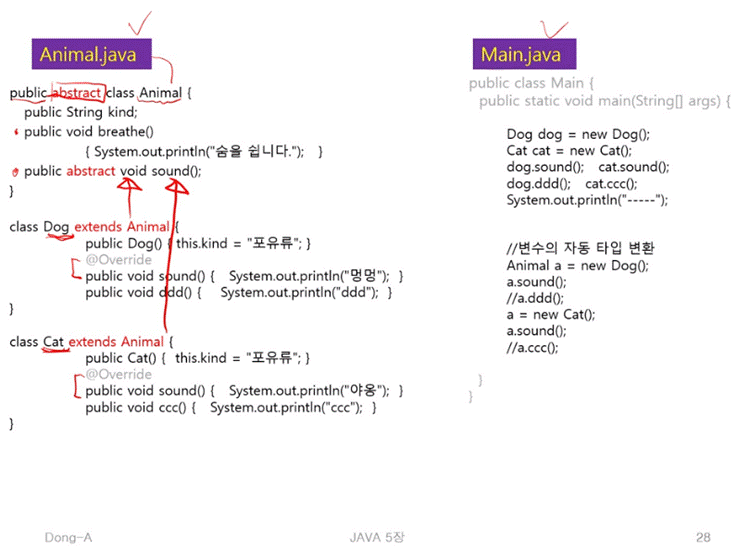 Animal.java
public abstract class Animal {
public String kind;
public void breathe()
{ System.out.println("숨을 쉽니다."); }
public abstract void sound();
}
class Dog extends Animal {
public Dog() { this.kind = "포유류"; }
@Override
public void sound() { System.out.println("멍멍"); }
public void ddd() { System.out.println("ddd"); }
}
class Cat extends Animal {
public Cat() { this.kind = "포유류"; }
@Override
public void sound() { System.out.println("야옹"); }
public void ccc() { System.out.println("ccc"); }
}
Main.java
public class Main {
public static void main(String[] args) {
Dog dog = new Dog();
Cat cat = new Cat();
dog.sound(); cat.sound();
dog.ddd(); cat.ccc();
System.out.println("-----");
//변수의 자동 타입 변환
Animal a = new Dog();
a.sound();
//a.ddd();
a = new Cat();
a.sound();
//a.ccc();
}
}
Dong-A
JAVA 5장
28